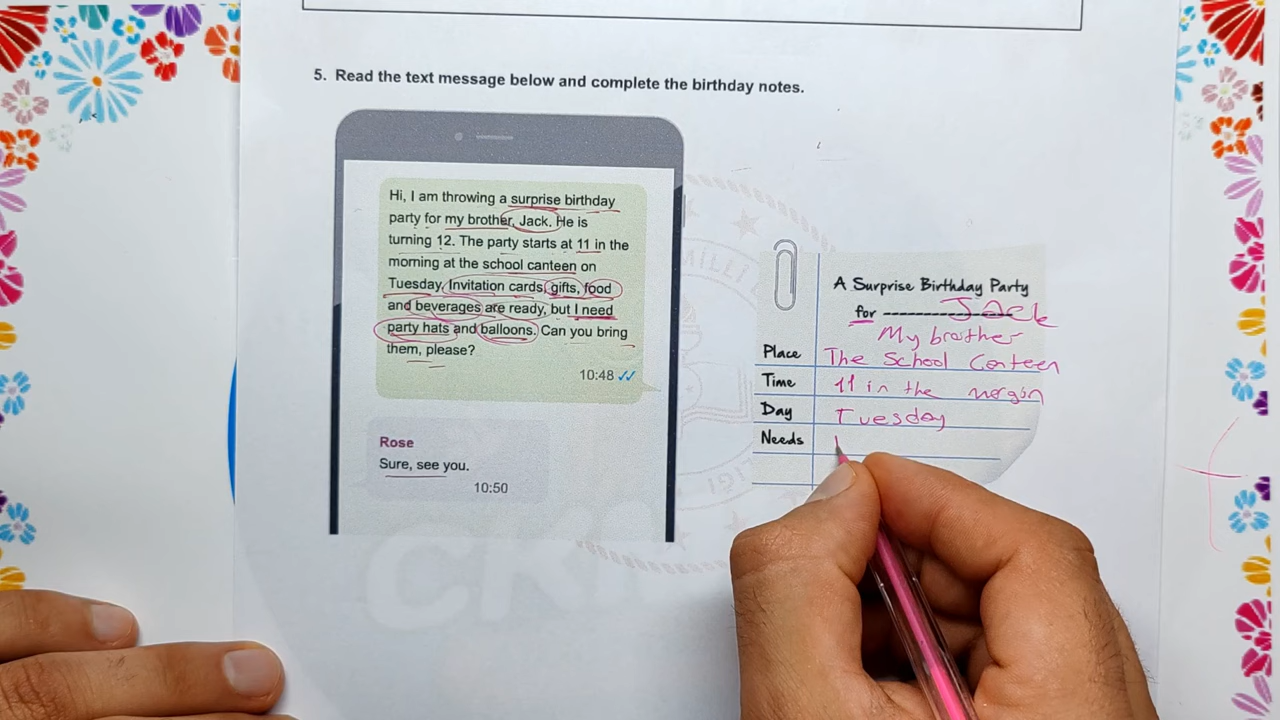 5. Read the text message below and complete the birthday notes.
Hi, I am throwing a surprise birthday
party for my brother, Jack. He is
turning 12. The party starts at 11 in the
morning at the school canteen on
Tuesday. Invitation cards, gifts, food
and beverages are ready, but I need
party hats and balloons. Can you bring
them, please?
10:48
Rose
Sure, see you.
10:50
A Surprise Birthday Party
for Jack
My brother
Place The School Canteen
Time 11 in the morgin
Day Tuesday
Needs